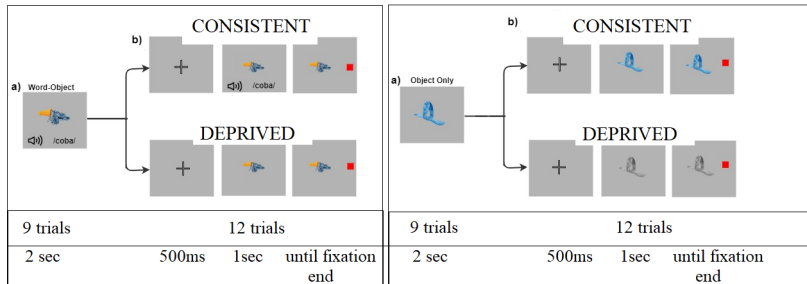 CONSISTENT
b)
a) Word-Object
/coba/
/coba/
DEPRIVED
9 trials 12 trials
2 sec 500ms 1sec until fixation
end
CONSISTENT
b)
a) Object Only
DEPRIVED
9 trials 12 trials
2 sec 500ms 1sec until fixation
end